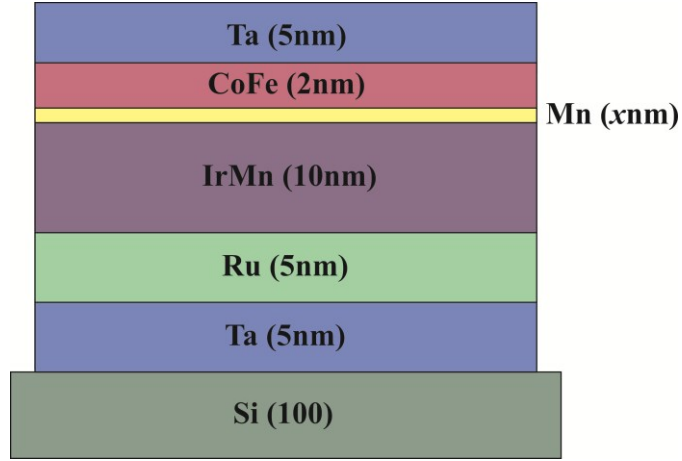 Ta (5nm)
CoFe (2nm)
Mn (xnm)
IrMn (10nm)
Ru (5nm)
Ta (5nm)
Si (100)